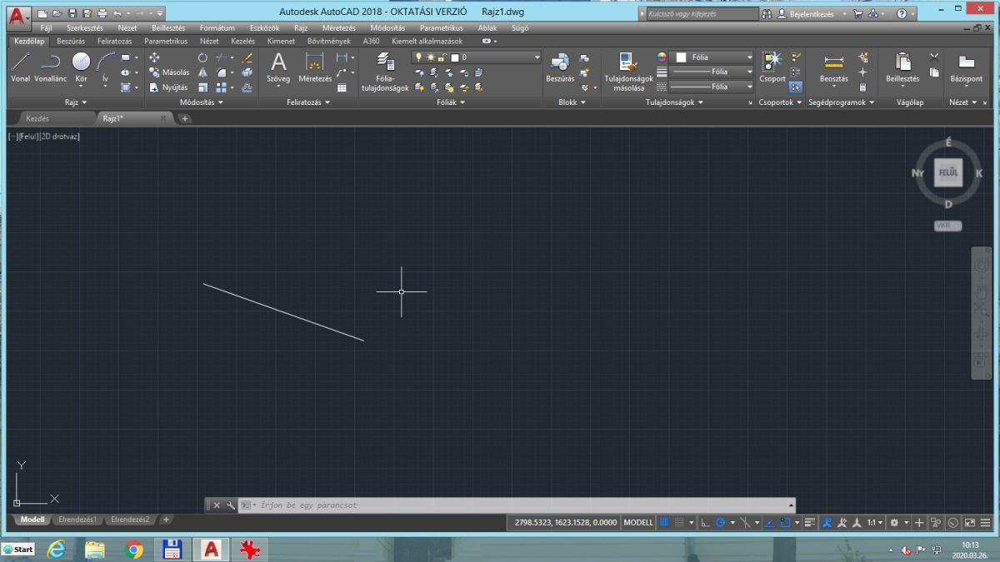 Autodesk AutoCAD 2018 - OKTATÁSI VERZIÓ Rajz1.dwg
Kulcsszó vagy kifejezés
Bejelentkezés
Fájl Szerkesztés Nézet Beillesztés Formátum Eszközök Rajz Méretezés Módosítás Parametrikus Ablak Súgó
Kezdőlap Beszúrás Feliratozás Parametrikus Nézet Kezelés Kimenet Bővítmények A360 Kiemelt alkalmazások
Vonal Vonallánc Kör Ív
Másolás
Nyújtás
Szöveg Méretezés
Fólia-
tulajdonságok
0
Beszúrás
Tulajdonságok
másolása
Fólia
Fólia
Fólia
Csoport
Beosztás
Beillesztés
Bázispont
Rajz Módosítás Feliratozás Fóliák Blokk Tulajdonságok Csoportok Segédprogramok Vágólap Nézet
Kezdés Rajz1*
[−][Felül][2D drótváz]
É
Ny FELÜL K
D
VKR
Y
X
Írjon be egy parancsot
Modell Elrendezés1 Elrendezés2
2798.5323, 1623.1528, 0.0000 MODELL
1:1
Start
10:13
2020.03.26.